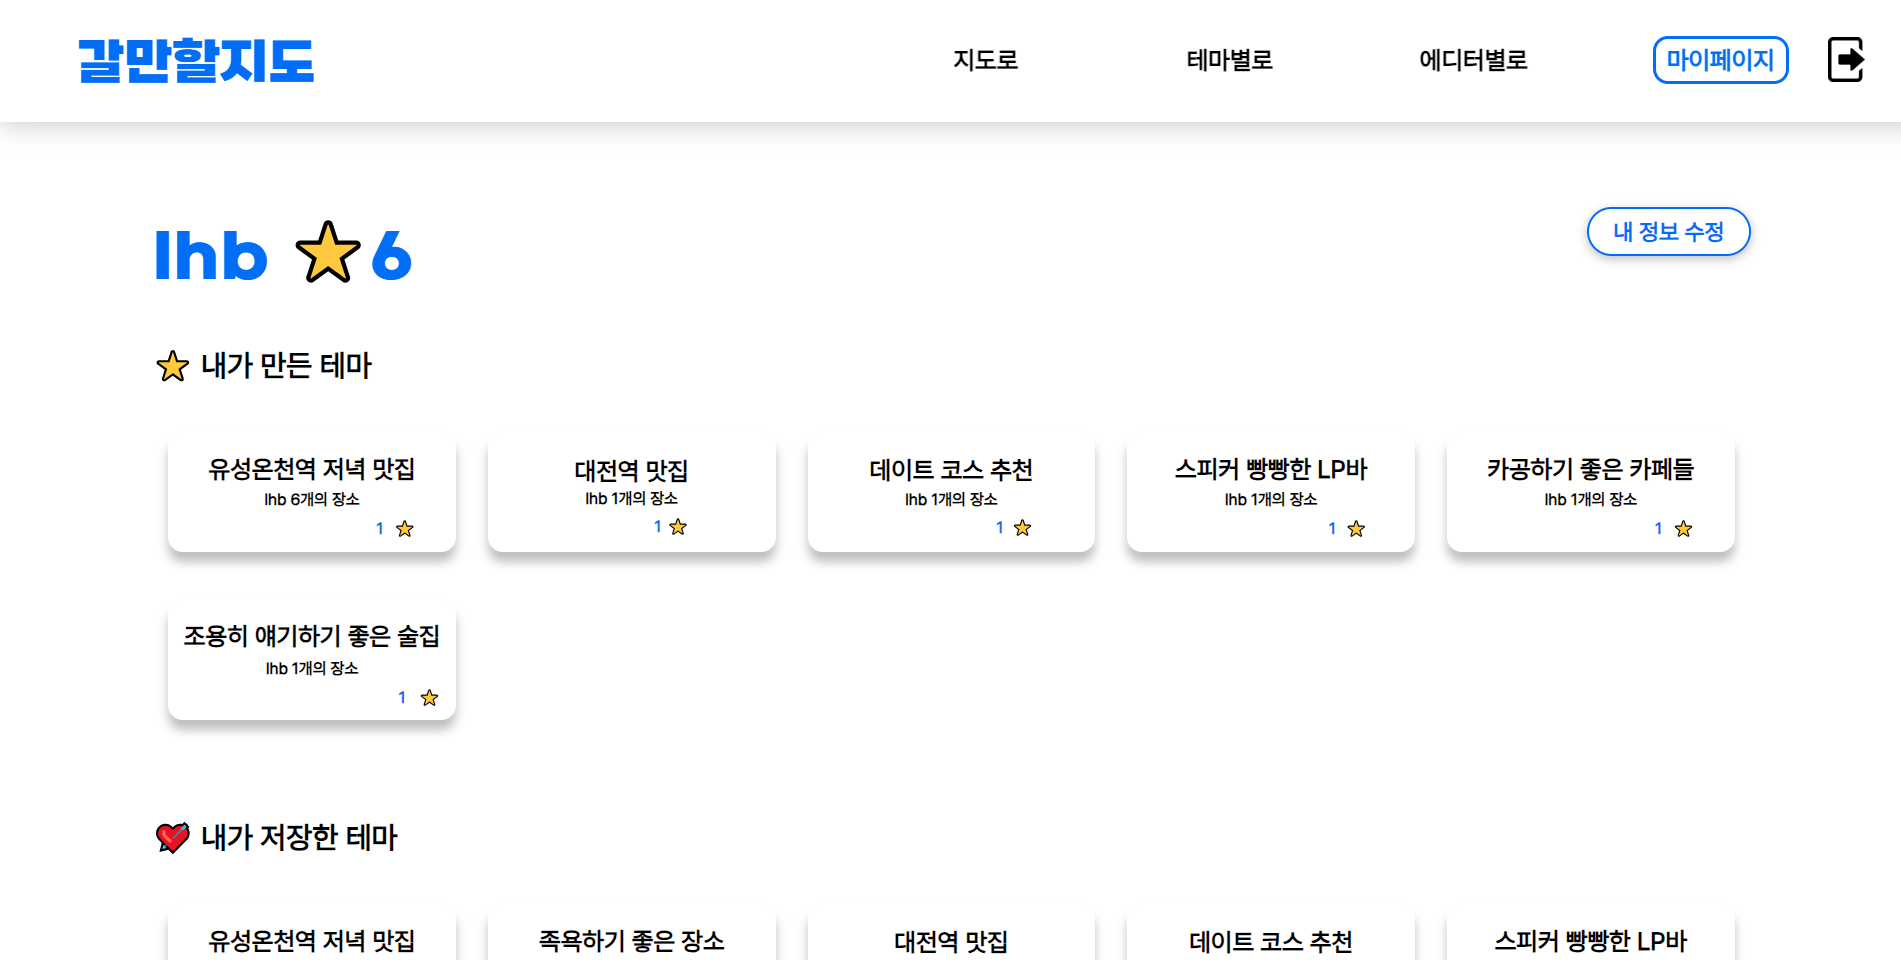 갈만할지도
지도로
테마별로
에디터별로
마이페이지
lhb 6
내 정보 수정
내가 만든 테마
유성온천역 저녁 맛집
lhb 6개의 장소
1
대전역 맛집
lhb 1개의 장소
1
데이트 코스 추천
lhb 1개의 장소
1
스피커 빵빵한 LP바
lhb 1개의 장소
1
카공하기 좋은 카페들
lhb 1개의 장소
1
조용히 얘기하기 좋은 술집
lhb 1개의 장소
1
내가 저장한 테마
유성온천역 저녁 맛집
족욕하기 좋은 장소
대전역 맛집
데이트 코스 추천
스피커 빵빵한 LP바